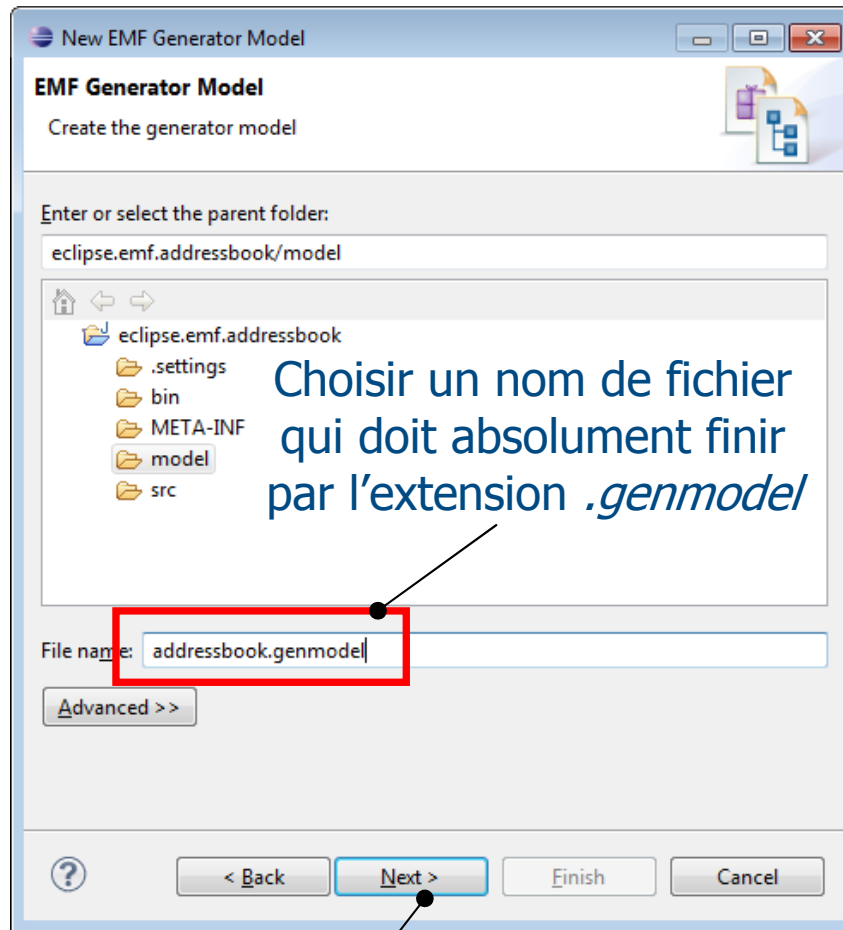 New EMF Generator Model
EMF Generator Model
Create the generator model
Enter or select the parent folder:
eclipse.emf.addressbook/model
eclipse.emf.addressbook
.settings
bin
META-INF
model
src
Choisir un nom de fichier
qui doit absolument finir
par l’extension .genmodel
File name: addressbook.genmodel
Advanced >>
? < Back Next > Finish Cancel